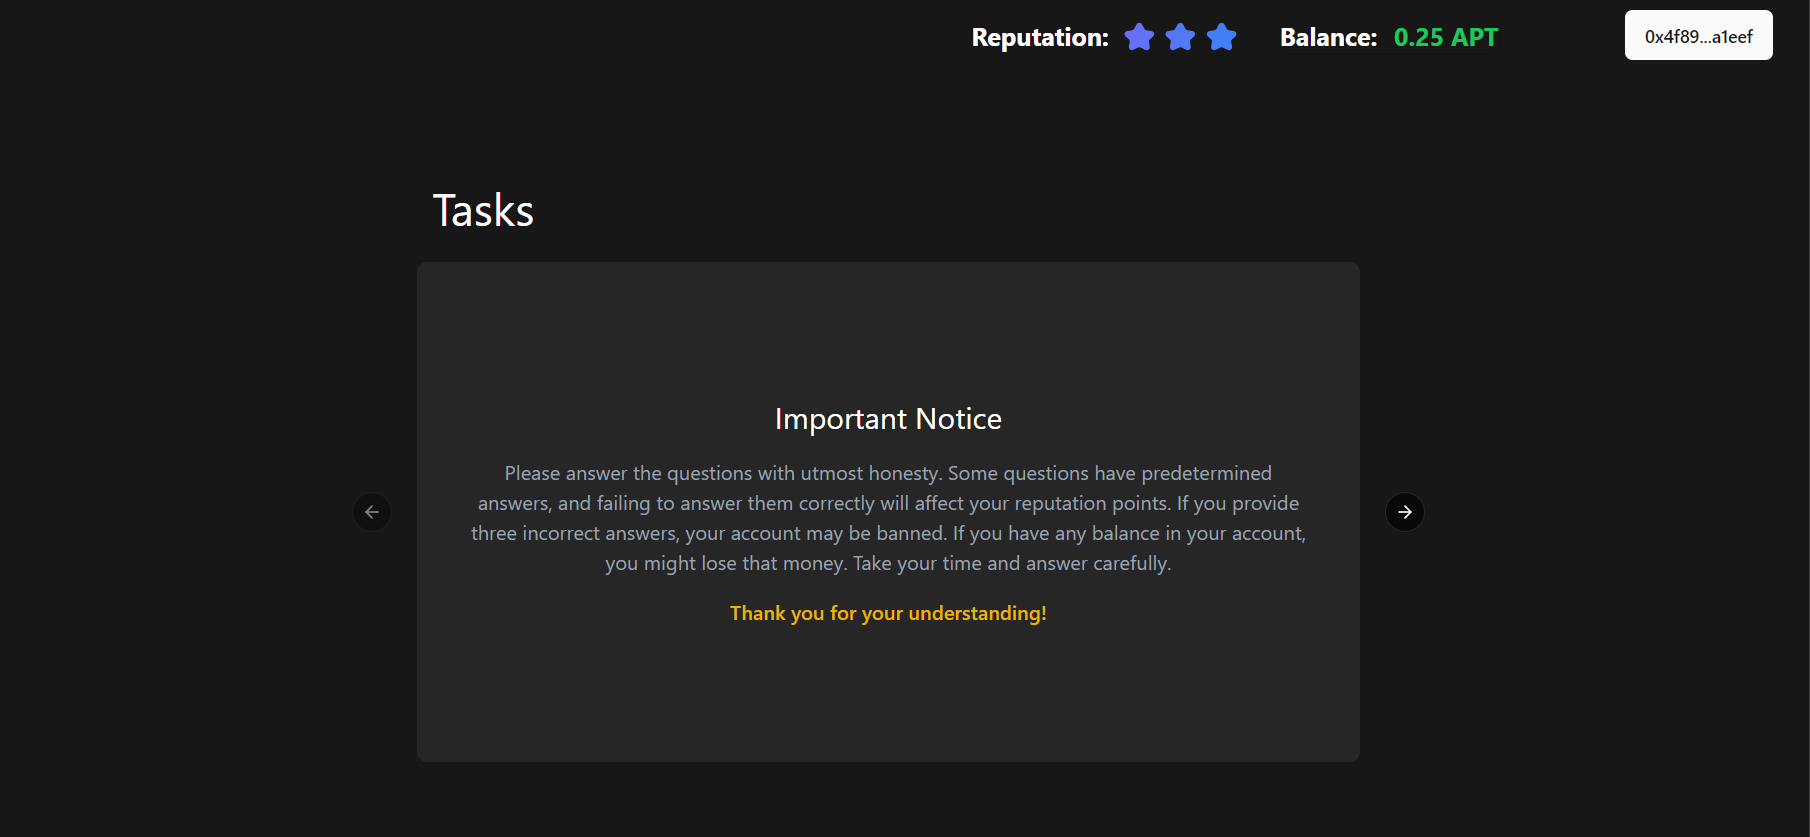 Reputation:
Balance: 0.25 APT
0x4f89...a1eef
Tasks
Important Notice
Please answer the questions with utmost honesty. Some questions have predetermined
answers, and failing to answer them correctly will affect your reputation points. If you provide
three incorrect answers, your account may be banned. If you have any balance in your account,
you might lose that money. Take your time and answer carefully.
Thank you for your understanding!